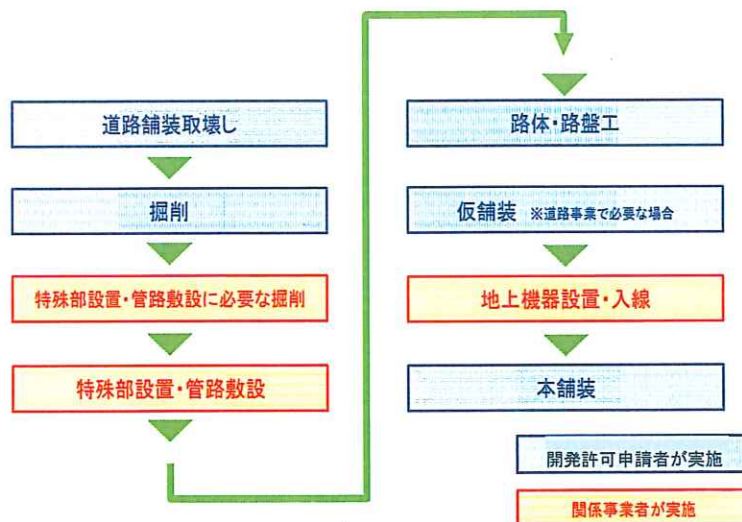 道路舗装取壊し
掘削
特殊部設置・管路敷設に必要な掘削
特殊部設置・管路敷設
路体・路盤工
仮舗装 ※道路事業で必要な場合
地上機器設置・入線
本舗装
開発許可申請者が実施
関係事業者が実施